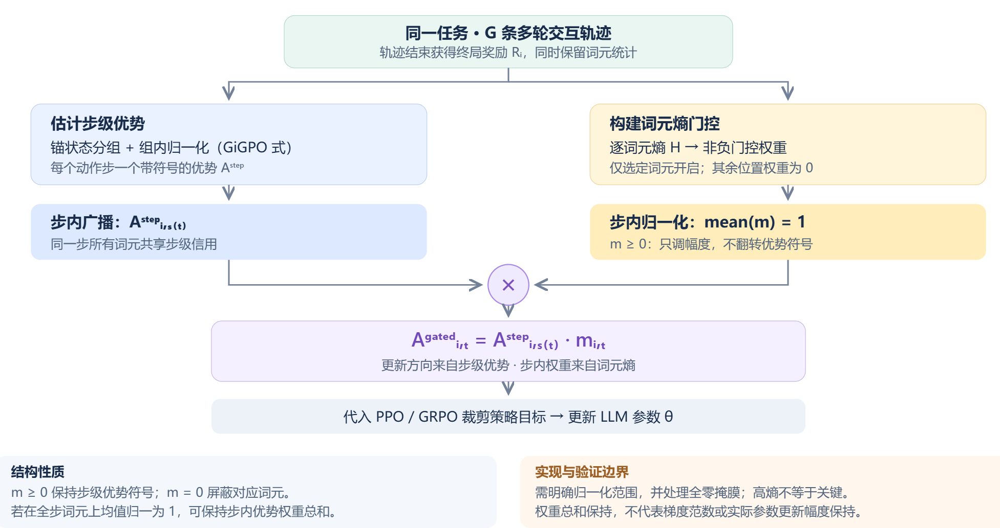 同一任务 · G 条多轮交互轨迹
轨迹结束获得终局奖励 Rᵢ，同时保留词元统计
估计步级优势
锚状态分组 + 组内归一化（GiGPO 式）
每个动作步一个带符号的优势 Aˢᵗᵉᵖ
构建词元熵门控
逐词元熵 H → 非负门控权重
仅选定词元开启；其余位置权重为 0
步内广播：Aˢᵗᵉᵖᵢ,ₛ₍ₜ₎
同一步所有词元共享步级信用
步内归一化：mean(m) = 1
m ≥ 0：只调幅度，不翻转优势符号
×
Aᵍᵃᵗᵉᵈᵢ,ₜ = Aˢᵗᵉᵖᵢ,ₛ₍ₜ₎ · mᵢ,ₜ
更新方向来自步级优势 · 步内权重来自词元熵
代入 PPO / GRPO 裁剪策略目标 → 更新 LLM 参数 θ
结构性质
m ≥ 0 保持步级优势符号；m = 0 屏蔽对应词元。
若在全步词元上均值归一为 1，可保持步内优势权重总和。
实现与验证边界
需明确归一化范围，并处理全零掩膜；高熵不等于关键。
权重总和保持，不代表梯度范数或实际参数更新幅度保持。